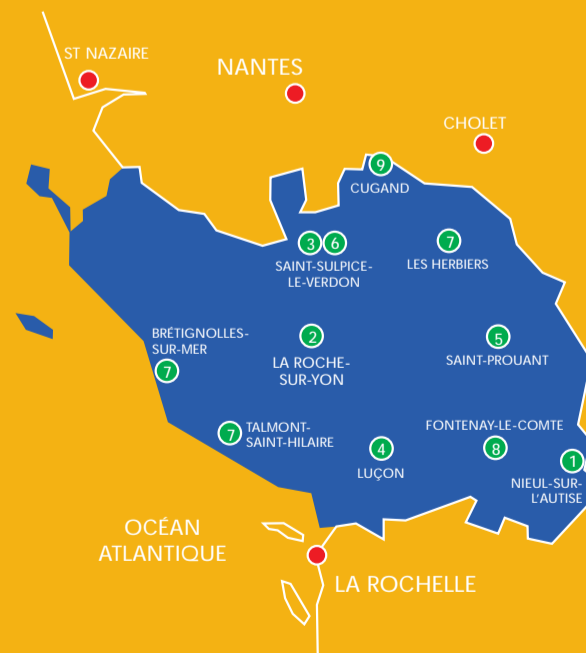 ST NAZAIRE
NANTES
CHOLET
9
CUGAND
3 6
SAINT-SULPICE-
LE-VERDON
7
LES HERBIERS
BRÉTIGNOLLES-
SUR-MER
7
2
LA ROCHE-
SUR-YON
5
SAINT-PROUANT
7
TALMONT-
SAINT-HILAIRE
4
LUÇON
FONTENAY-LE-COMTE
8
1
NIEUL-SUR-
L'AUTISE
OCÉAN
ATLANTIQUE
LA ROCHELLE